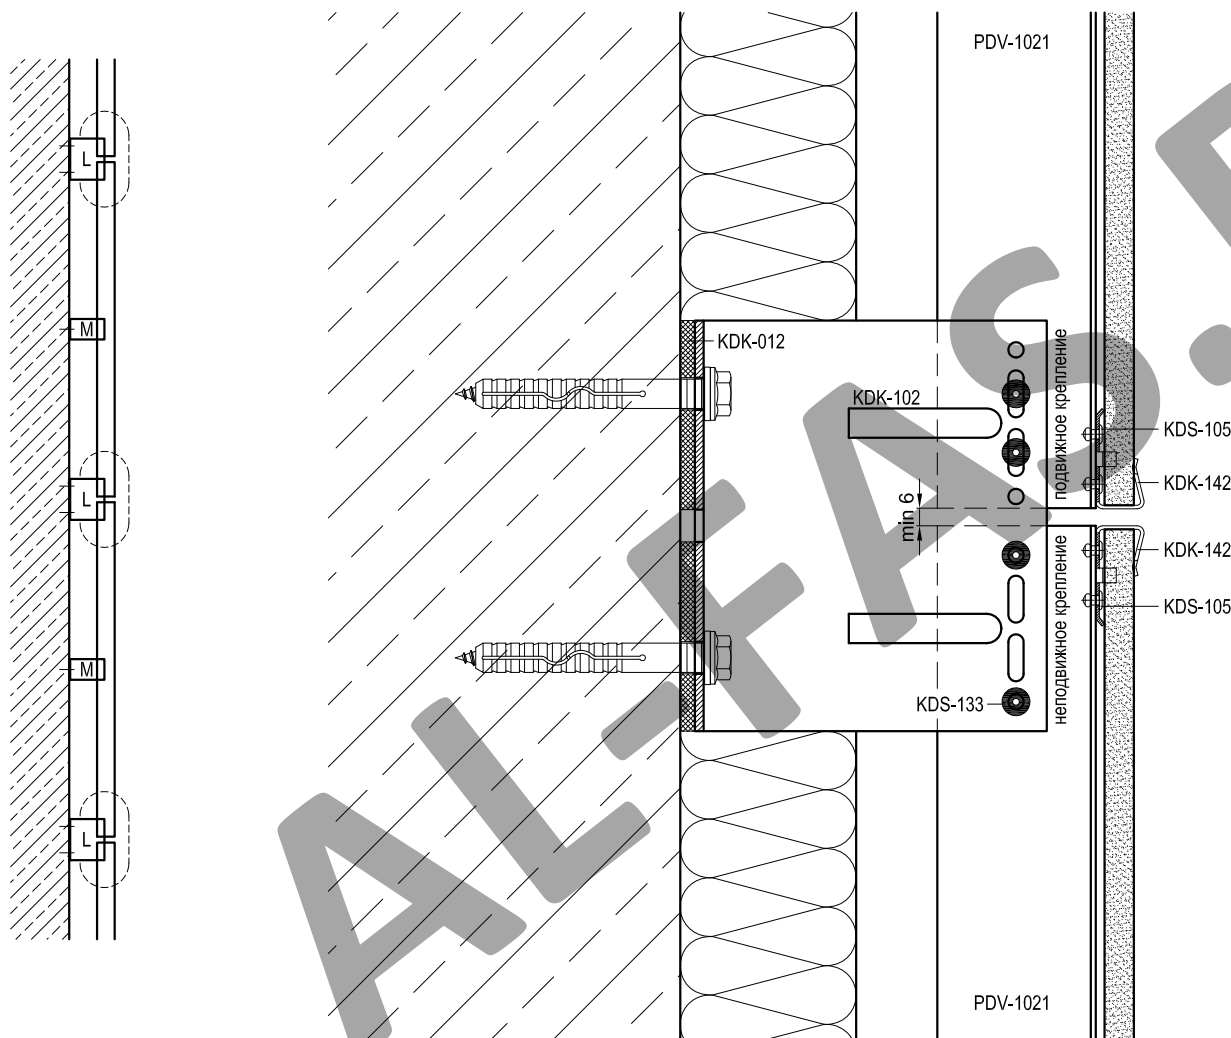 PDV-1021
L
M
L
M
L
KDK-012
KDK-102
подвижное крепление
KDS-105
KDK-142
min 6
KDK-142
KDS-105
неподвижное крепление
KDS-133
PDV-1021
AL-FAS.